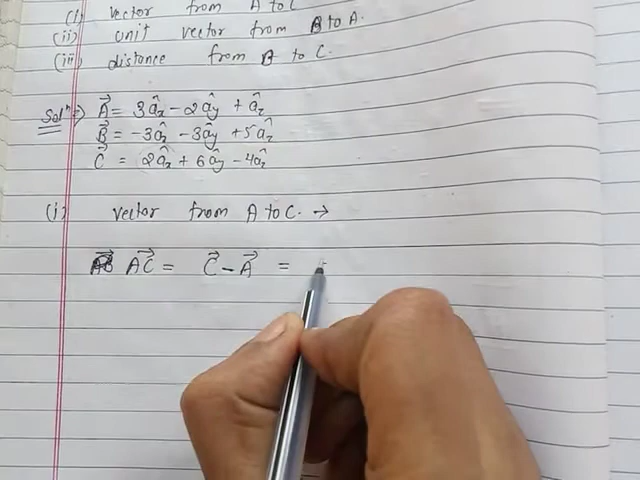 (i) vector from A to C
(ii) unit vector from B to A.
(iii) distance from B to C.
Solⁿ ⇒ A⃗ = 3âx - 2ây + âz
B⃗ = -3âx - 3ây + 5âz
C⃗ = 2âx + 6ây - 4âz
(i) vector from A to C. →
AC⃗ = C⃗ - A⃗ =